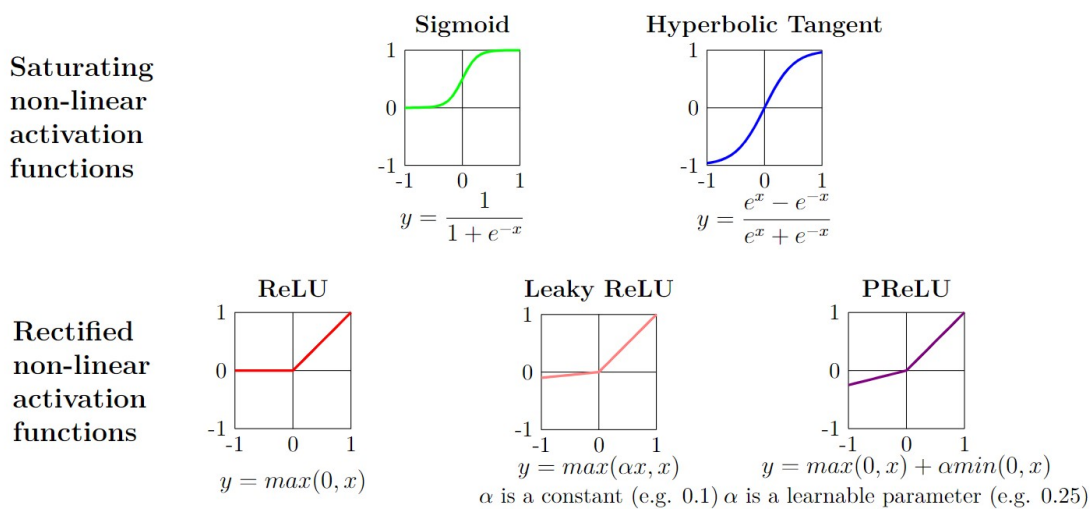 Sigmoid
Hyperbolic Tangent
Saturating
non-linear
activation
functions
1
0
-1
-1 0 1
1
0
-1
-1 0 1
y = 1 / (1 + e^{-x})
y = (e^x − e^{-x}) / (e^x + e^{-x})
ReLU
Leaky ReLU
PReLU
Rectified
non-linear
activation
functions
1
0
-1
-1 0 1
1
0
-1
-1 0 1
1
0
-1
-1 0 1
y = max(0, x)
y = max(αx, x)
y = max(0, x) + αmin(0, x)
α is a constant (e.g. 0.1)
α is a learnable parameter (e.g. 0.25)